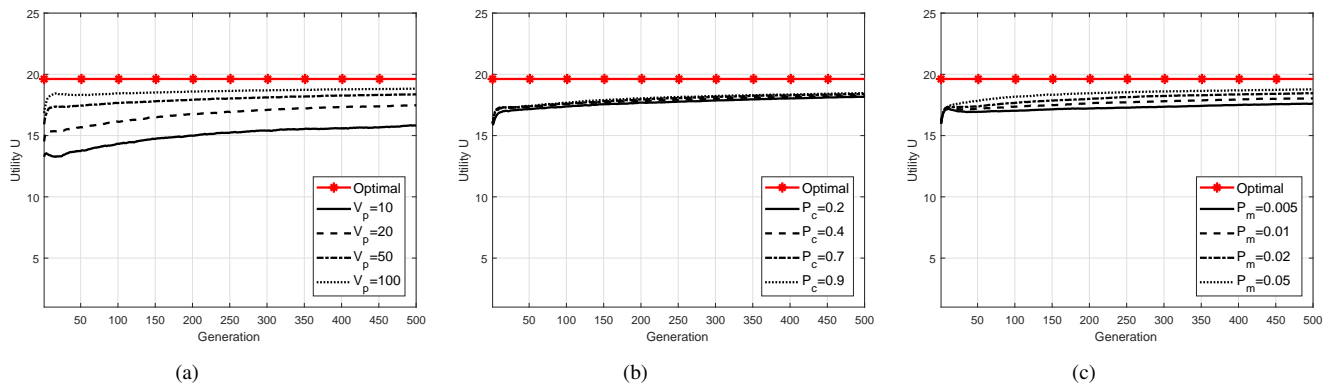 25
20
15
10
5
Utility U
50 100 150 200 250 300 350 400 450 500
Generation
Optimal
V_p=10
V_p=20
V_p=50
V_p=100
(a)
25
20
15
10
5
Utility U
50 100 150 200 250 300 350 400 450 500
Generation
Optimal
P_c=0.2
P_c=0.4
P_c=0.7
P_c=0.9
(b)
25
20
15
10
5
Utility U
50 100 150 200 250 300 350 400 450 500
Generation
Optimal
P_m=0.005
P_m=0.01
P_m=0.02
P_m=0.05
(c)